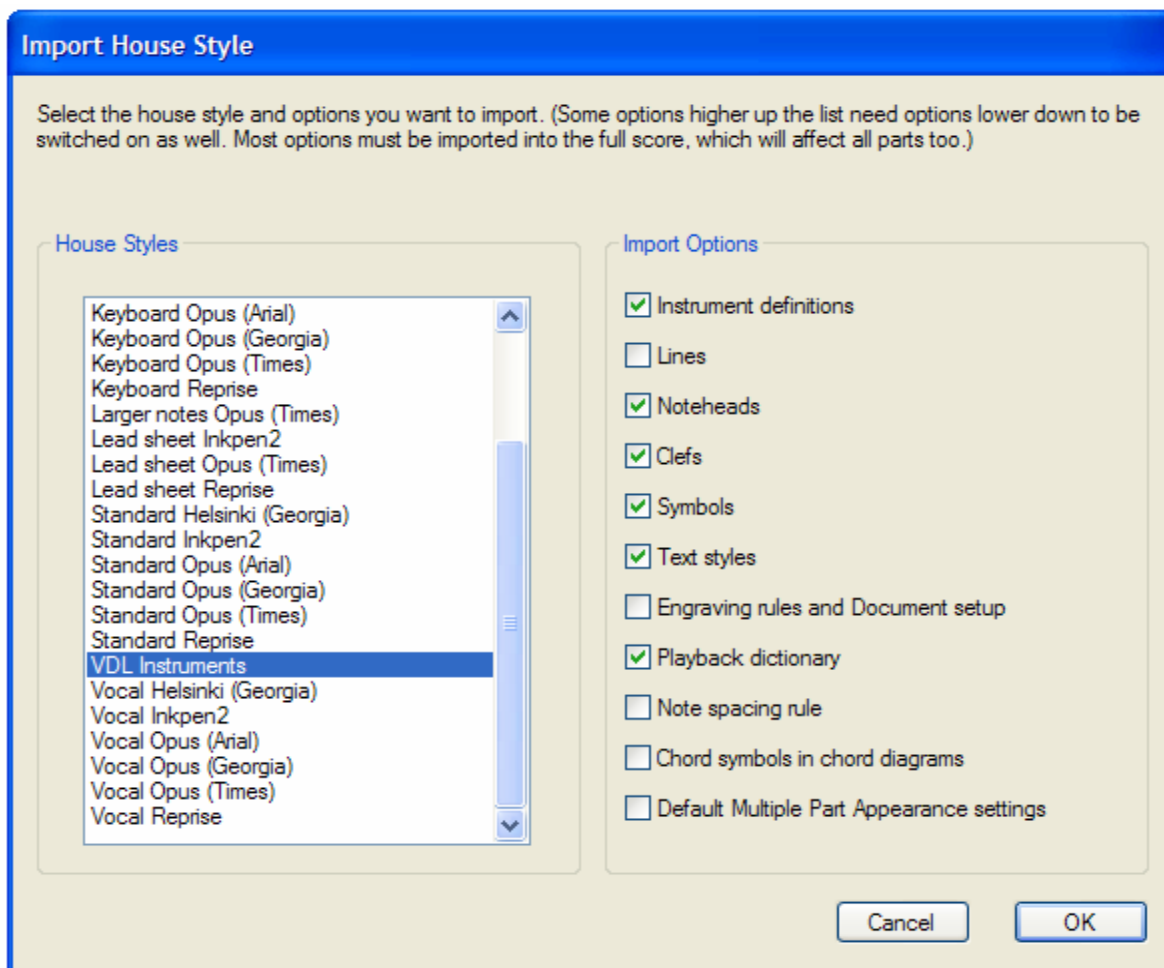 Import House Style
Select the house style and options you want to import. (Some options higher up the list need options lower down to be
switched on as well. Most options must be imported into the full score, which will affect all parts too.)
House Styles
Keyboard Opus (Arial)
Keyboard Opus (Georgia)
Keyboard Opus (Times)
Keyboard Reprise
Larger notes Opus (Times)
Lead sheet Inkpen2
Lead sheet Opus (Times)
Lead sheet Reprise
Standard Helsinki (Georgia)
Standard Inkpen2
Standard Opus (Arial)
Standard Opus (Georgia)
Standard Opus (Times)
Standard Reprise
VDL Instruments
Vocal Helsinki (Georgia)
Vocal Inkpen2
Vocal Opus (Arial)
Vocal Opus (Georgia)
Vocal Opus (Times)
Vocal Reprise
Import Options
Instrument definitions
Lines
Noteheads
Clefs
Symbols
Text styles
Engraving rules and Document setup
Playback dictionary
Note spacing rule
Chord symbols in chord diagrams
Default Multiple Part Appearance settings
Cancel
OK